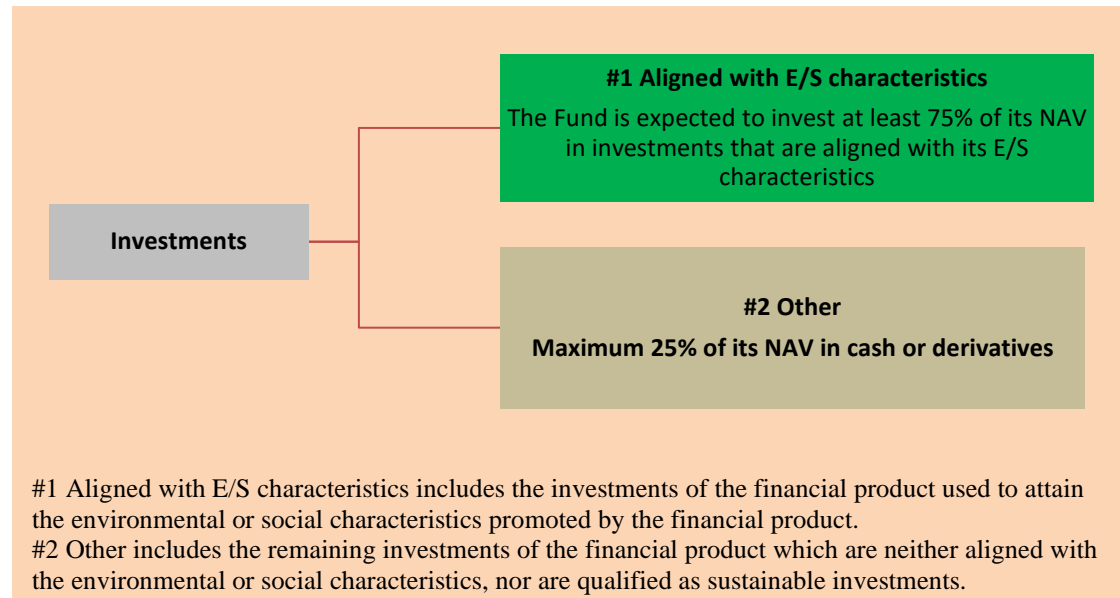 #1 Aligned with E/S characteristics
The Fund is expected to invest at least 75% of its NAV
in investments that are aligned with its E/S
characteristics
Investments
#2 Other
Maximum 25% of its NAV in cash or derivatives
#1 Aligned with E/S characteristics includes the investments of the financial product used to attain
the environmental or social characteristics promoted by the financial product.
#2 Other includes the remaining investments of the financial product which are neither aligned with
the environmental or social characteristics, nor are qualified as sustainable investments.